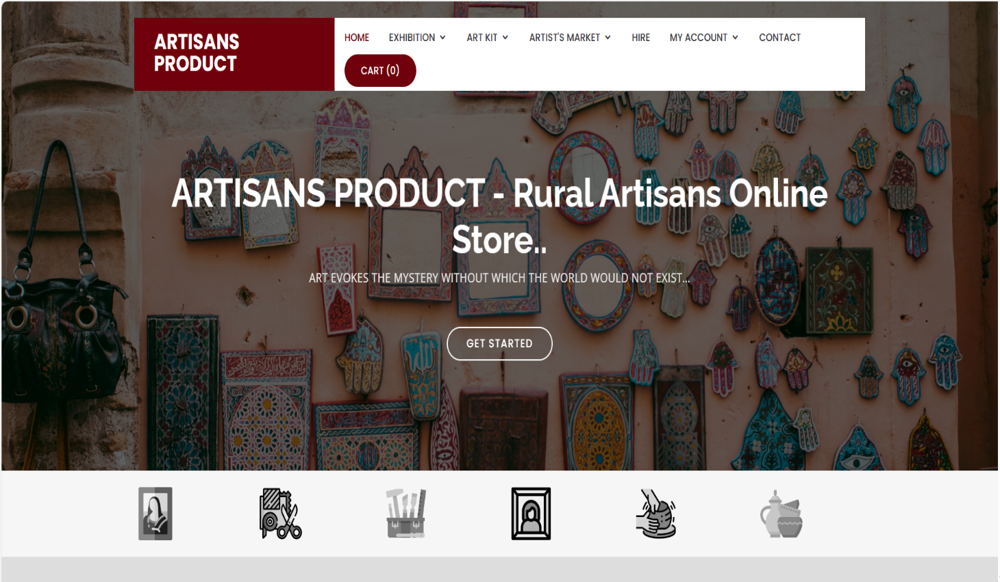 ARTISANS
PRODUCT
HOME EXHIBITION ART KIT ARTIST'S MARKET HIRE MY ACCOUNT CONTACT
CART (0)
ARTISANS PRODUCT - Rural Artisans Online
Store..
ART EVOKES THE MYSTERY WITHOUT WHICH THE WORLD WOULD NOT EXIST...
GET STARTED